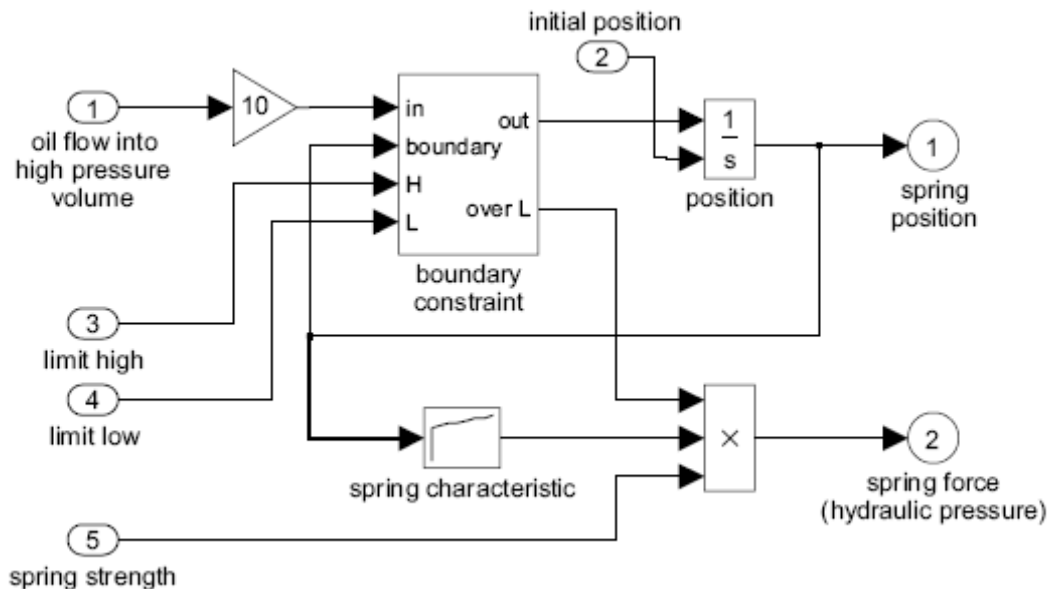 initial position
2
1
10
in
boundary
H
L
out
over L
1
s
1
oil flow into
high pressure
volume
position
spring
position
boundary
constraint
3
limit high
4
limit low
×
2
spring characteristic
spring force
(hydraulic pressure)
5
spring strength